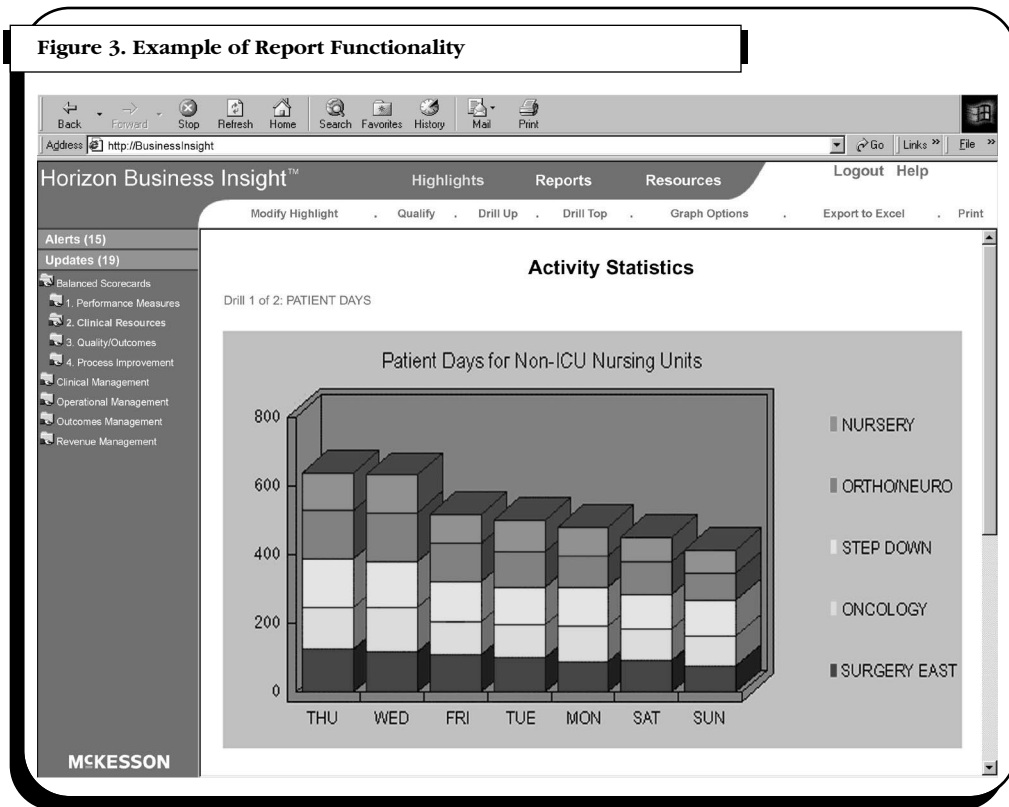 Figure 3. Example of Report Functionality
Back Forward Stop Refresh Home Search Favorites History Mail Print
Address http://BusinessInsight Go Links » File »
Horizon Business Insight™ Highlights Reports Resources Logout Help
Modify Highlight . Qualify . Drill Up . Drill Top . Graph Options . Export to Excel . Print
Alerts (15)
Updates (19)
Balanced Scorecards
1. Performance Measures
2. Clinical Resources
3. Quality/Outcomes
4. Process Improvement
Clinical Management
Operational Management
Outcomes Management
Revenue Management
MCKESSON
Activity Statistics
Drill 1 of 2: PATIENT DAYS
Patient Days for Non-ICU Nursing Units
800
600
400
200
0
THU WED FRI TUE MON SAT SUN
NURSERY
ORTHO/NEURO
STEP DOWN
ONCOLOGY
SURGERY EAST